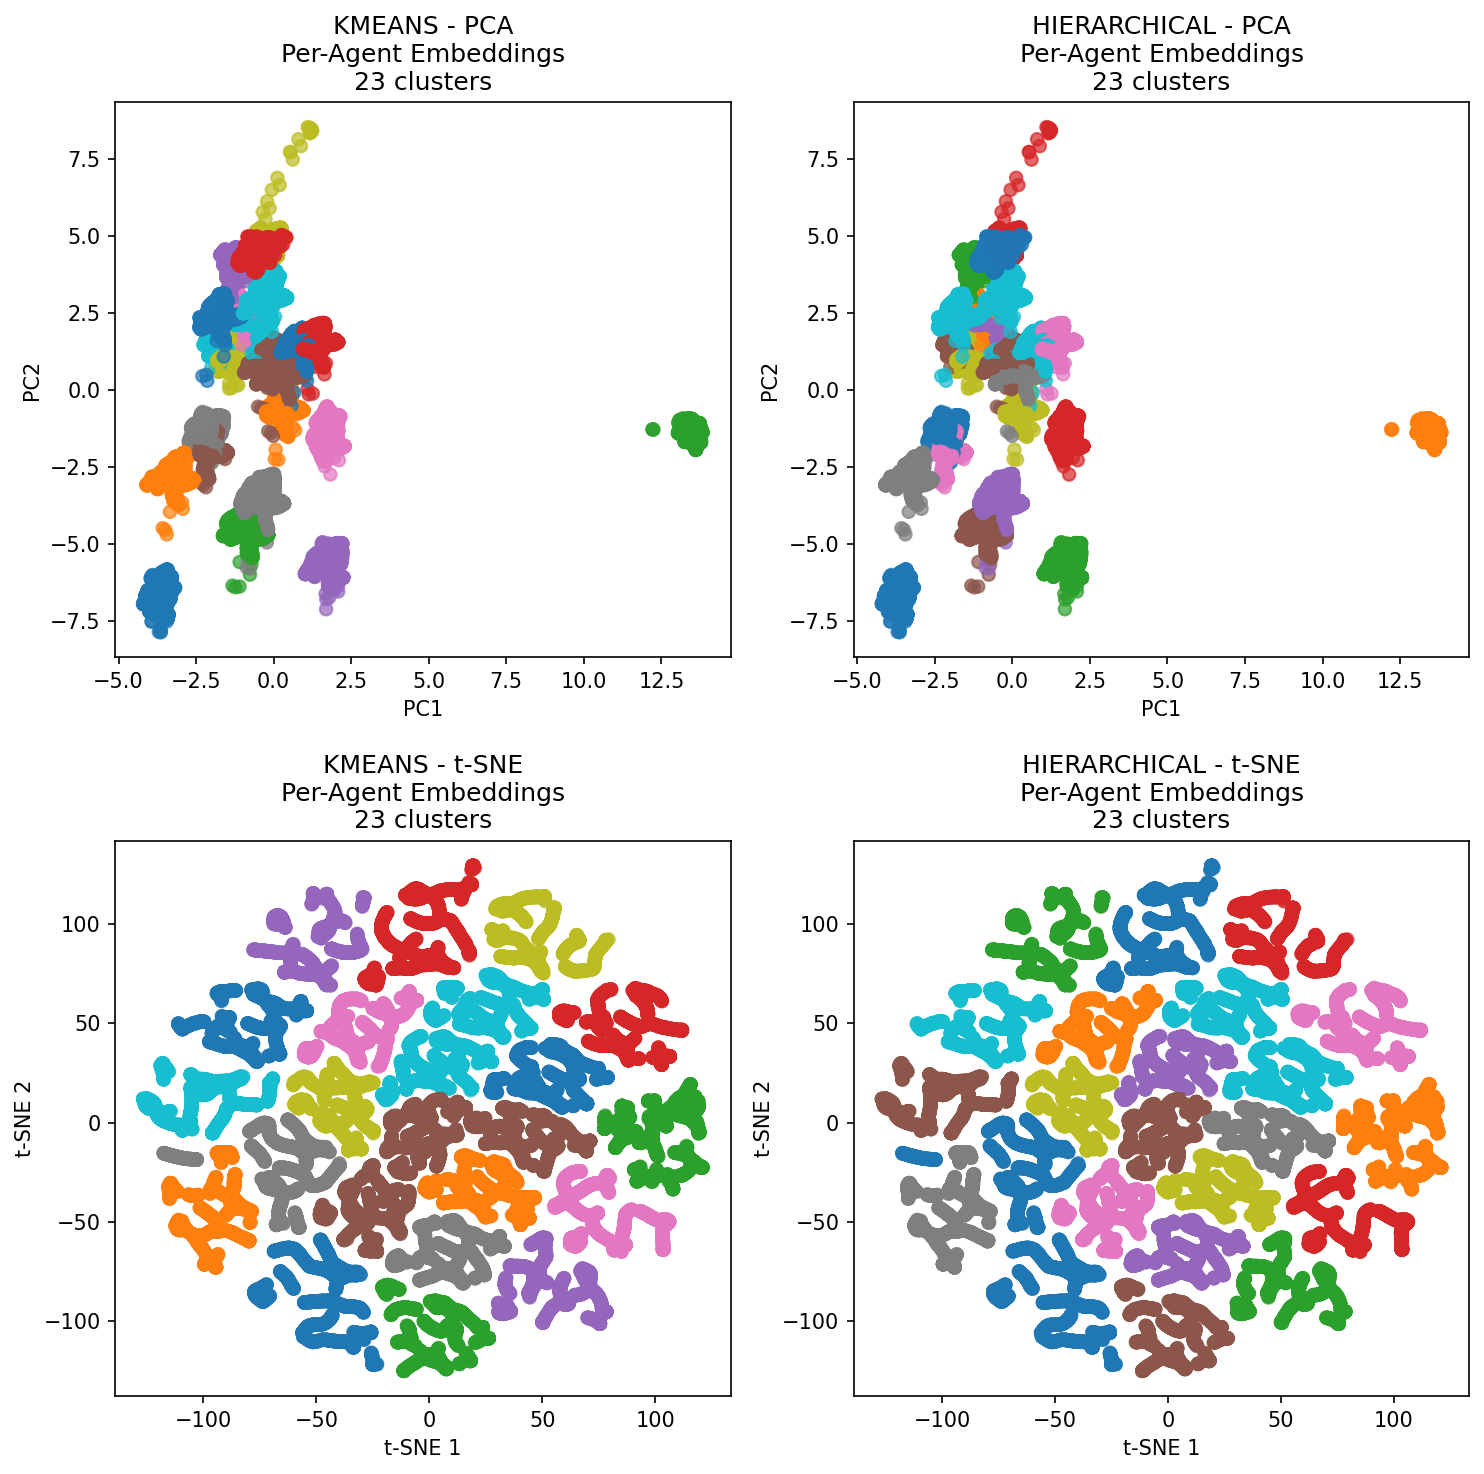 KMEANS - PCA
Per-Agent Embeddings
23 clusters
7.5
5.0
2.5
0.0
−2.5
−5.0
−7.5
PC2
−5.0 −2.5 0.0 2.5 5.0 7.5 10.0 12.5
PC1
HIERARCHICAL - PCA
Per-Agent Embeddings
23 clusters
7.5
5.0
2.5
0.0
−2.5
−5.0
−7.5
PC2
−5.0 −2.5 0.0 2.5 5.0 7.5 10.0 12.5
PC1
KMEANS - t-SNE
Per-Agent Embeddings
23 clusters
100
50
0
−50
−100
t-SNE 2
−100 −50 0 50 100
t-SNE 1
HIERARCHICAL - t-SNE
Per-Agent Embeddings
23 clusters
100
50
0
−50
−100
t-SNE 2
−100 −50 0 50 100
t-SNE 1